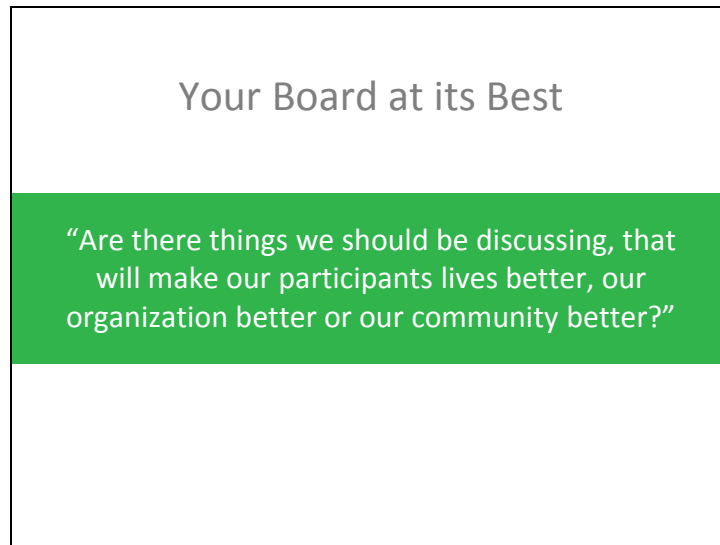 Your Board at its Best
“Are there things we should be discussing, that
will make our participants lives better, our
organization better or our community better?”